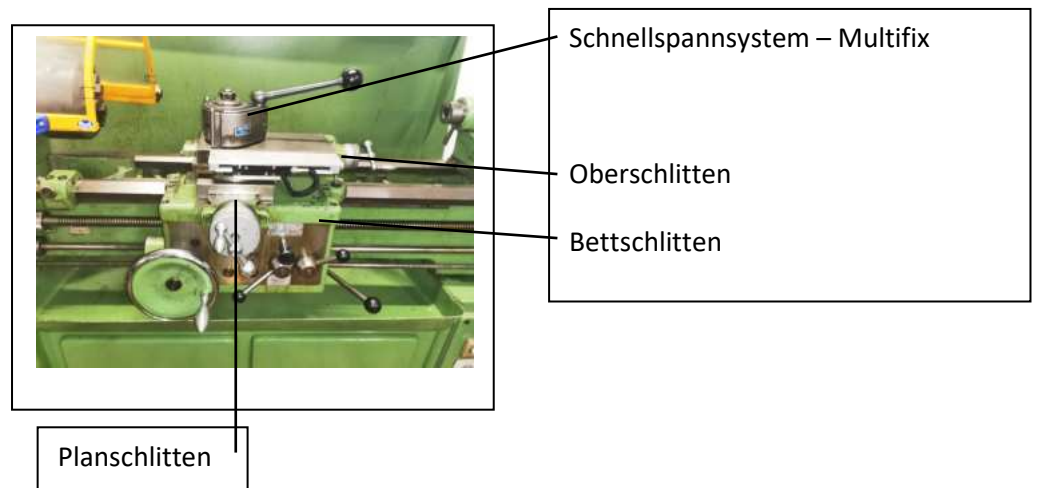 Schnellspannsystem – Multifix
Oberschlitten
Bettschlitten
Planschlitten